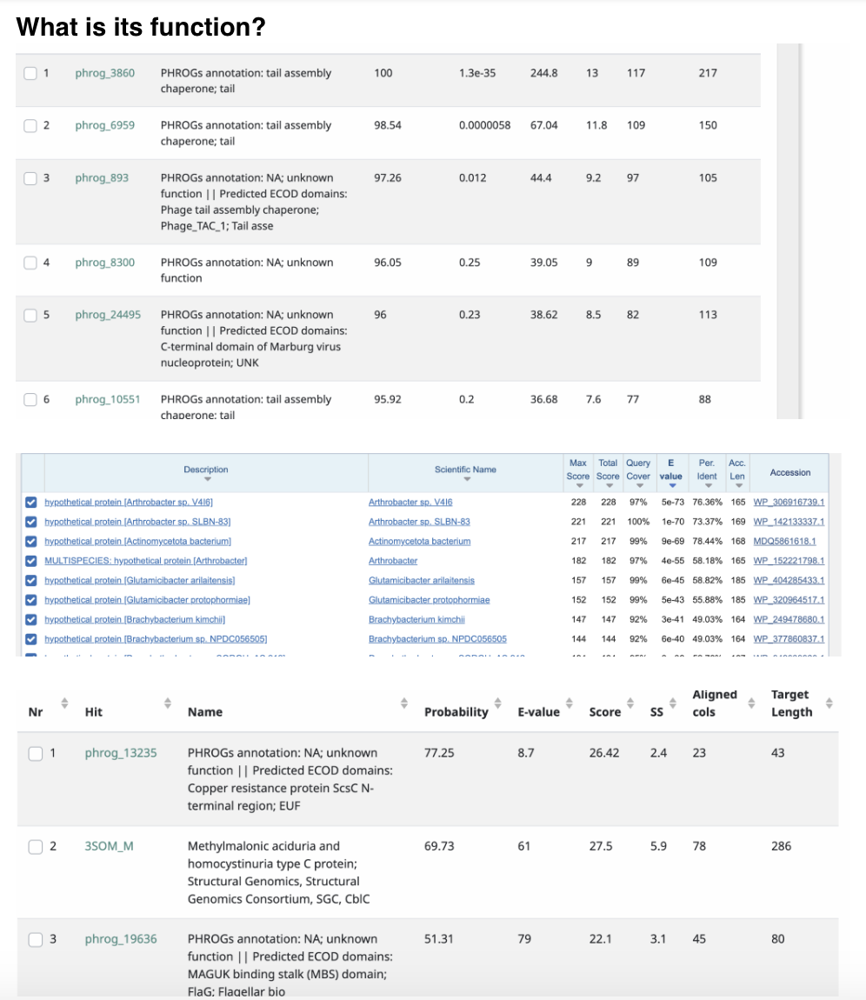 What is its function?
1 phrog_3860 PHROGs annotation: tail assembly 100 1.3e-35 244.8 13 117 217
chaperone; tail
2 phrog_6959 PHROGs annotation: tail assembly 98.54 0.0000058 67.04 11.8 109 150
chaperone; tail
3 phrog_893 PHROGs annotation: NA; unknown 97.26 0.012 44.4 9.2 97 105
function || Predicted ECOD domains:
Phage tail assembly chaperone;
Phage_TAC_1; Tail asse
4 phrog_8300 PHROGs annotation: NA; unknown 96.05 0.25 39.05 9 89 109
function
5 phrog_24495 PHROGs annotation: NA; unknown 96 0.23 38.62 8.5 82 113
function || Predicted ECOD domains:
C-terminal domain of Marburg virus
nucleoprotein; UNK
6 phrog_10551 PHROGs annotation: tail assembly 95.92 0.2 36.68 7.6 77 88
chaperone; tail
Description Scientific Name Max Score Total Score Query Cover E value Per. Ident Acc. Len Accession
hypothetical protein [Arthrobacter sp. V4I6] Arthrobacter sp. V4I6 228 228 97% 5e-73 76.36% 165 WP_306916739.1
hypothetical protein [Arthrobacter sp. SLBN-83] Arthrobacter sp. SLBN-83 221 221 100% 1e-70 73.37% 169 WP_142133337.1
hypothetical protein [Actinomycetota bacterium] Actinomycetota bacterium 217 217 99% 9e-69 78.44% 168 MDQ5861618.1
MULTISPECIES: hypothetical protein [Arthrobacter] Arthrobacter 182 182 97% 4e-55 58.18% 165 WP_152221798.1
hypothetical protein [Glutamicibacter arilaitensis] Glutamicibacter arilaitensis 157 157 99% 6e-45 58.82% 185 WP_404285433.1
hypothetical protein [Glutamicibacter protophormiae] Glutamicibacter protophormiae 152 152 99% 5e-43 55.88% 185 WP_320964517.1
hypothetical protein [Brachybacterium kimchii] Brachybacterium kimchii 147 147 92% 3e-41 49.03% 164 WP_249478680.1
hypothetical protein [Brachybacterium sp. NPDC056505] Brachybacterium sp. NPDC056505 144 144 92% 6e-40 49.03% 164 WP_377860837.1
Nr Hit Name Probability E-value Score SS Aligned cols Target Length
1 phrog_13235 PHROGs annotation: NA; unknown 77.25 8.7 26.42 2.4 23 43
function || Predicted ECOD domains:
Copper resistance protein ScsC N-
terminal region; EUF
2 3SOM_M Methylmalonic aciduria and 69.73 61 27.5 5.9 78 286
homocystinuria type C protein;
Structural Genomics, Structural
Genomics Consortium, SGC, CblC
3 phrog_19636 PHROGs annotation: NA; unknown 51.31 79 22.1 3.1 45 80
function || Predicted ECOD domains:
MAGUK binding stalk (MBS) domain;
FlaG; Flagellar bio